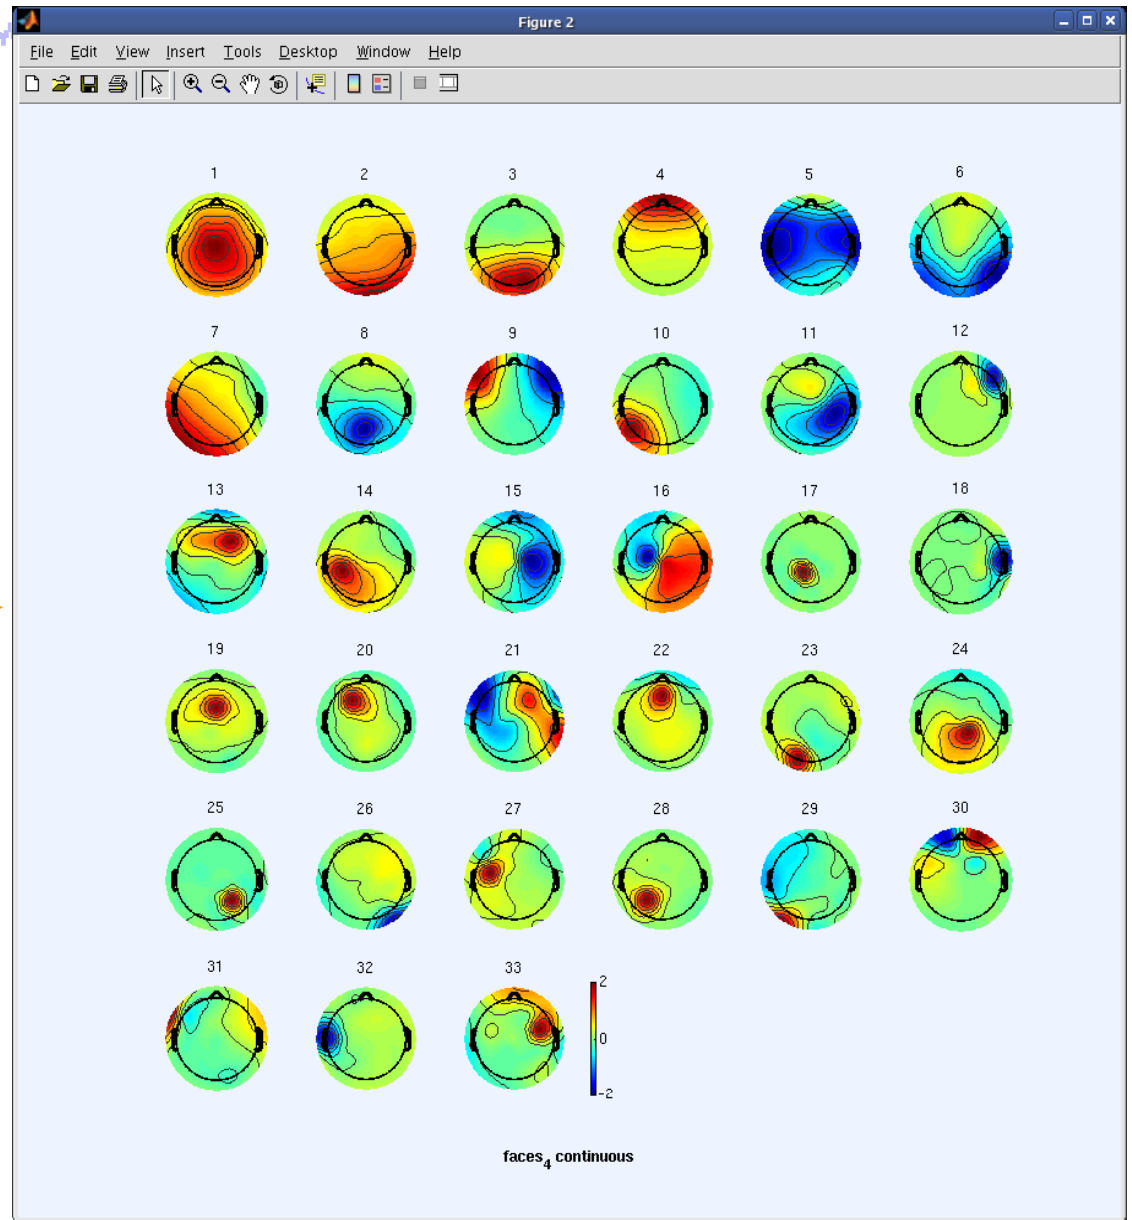 Figure 2
File Edit View Insert Tools Desktop Window Help
1 2 3 4 5 6
7 8 9 10 11 12
13 14 15 16 17 18
19 20 21 22 23 24
25 26 27 28 29 30
31 32 33
2
0
-2
faces4 continuous